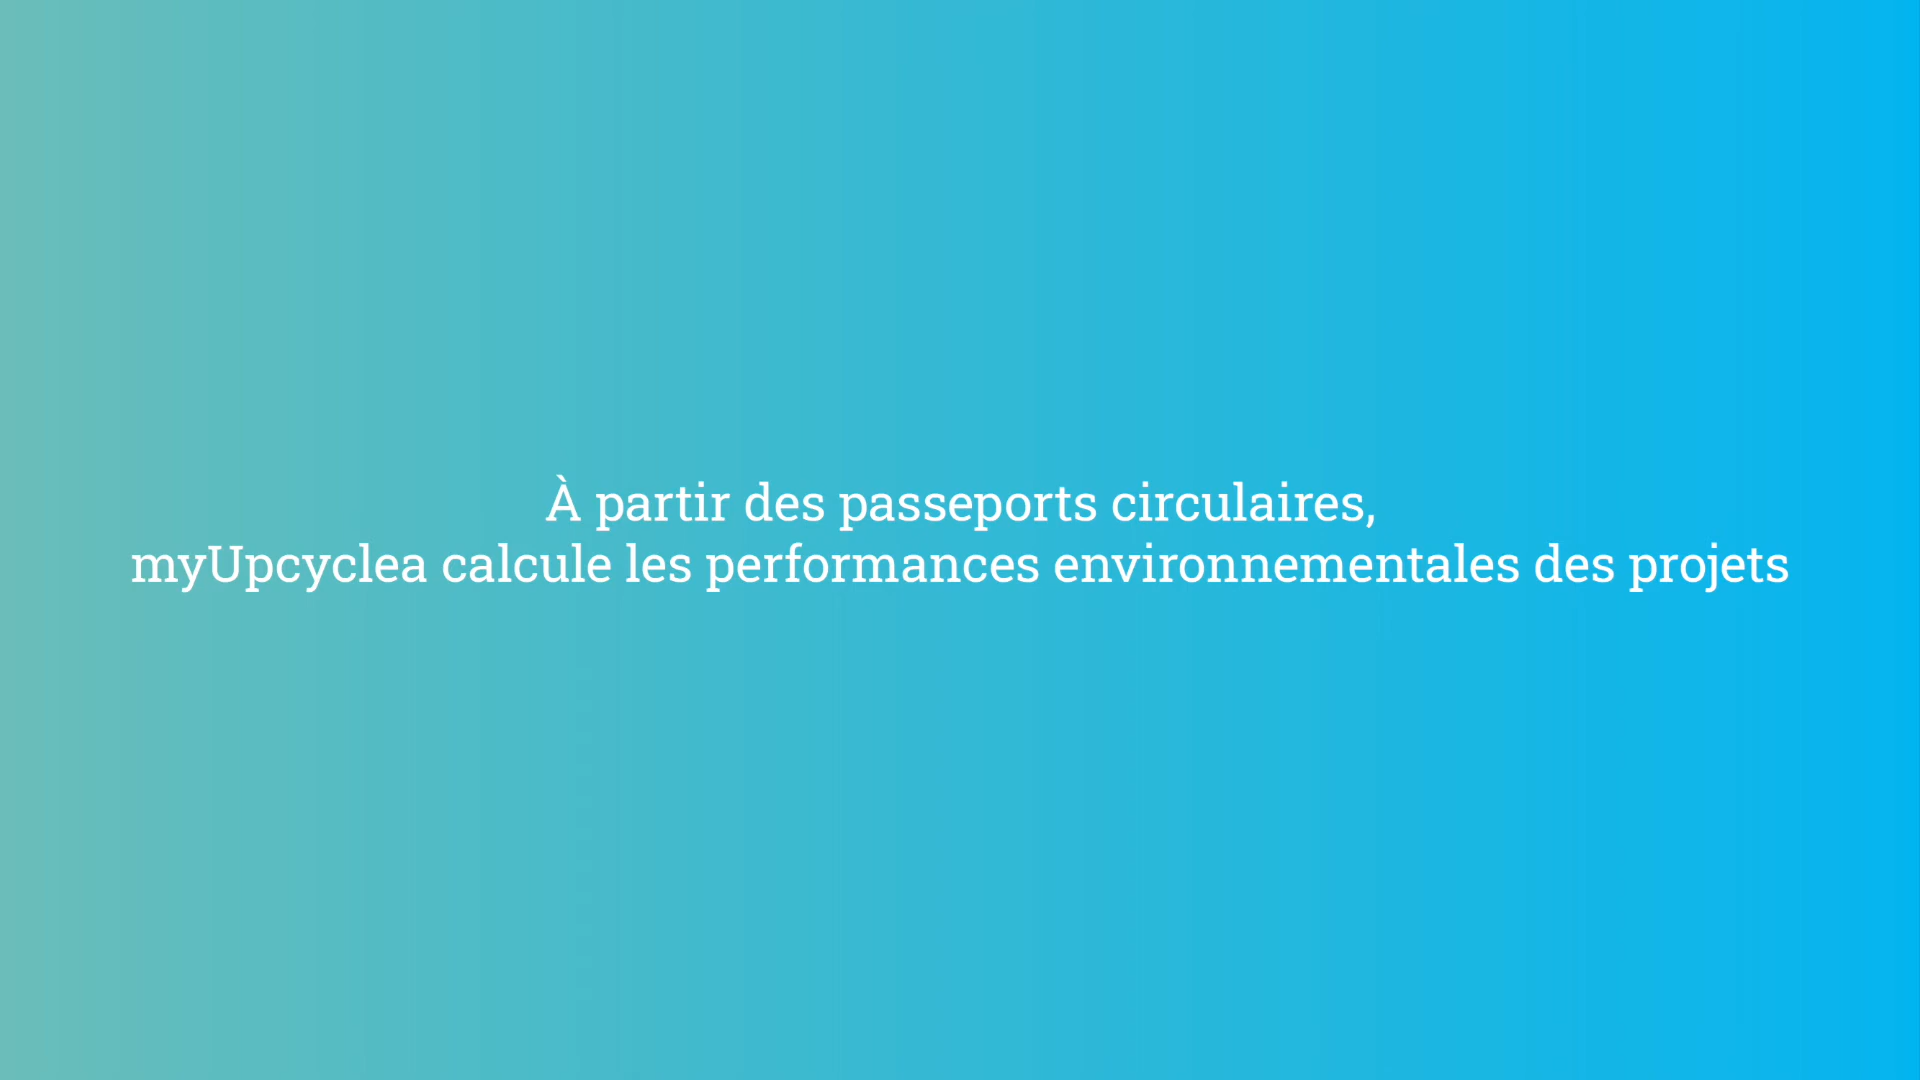 À partir des passeports circulaires,
myUpcyclea calcule les performances environnementales des projets